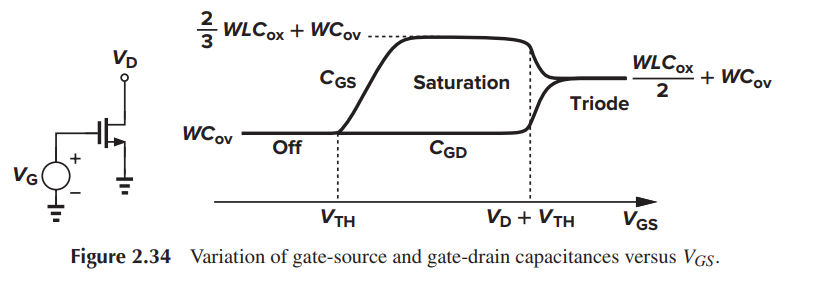 2/3 WLCox + WCov
VD
CGS
Saturation
WLCox/2 + WCov
Triode
WCov
Off
CGD
+
VG
−
VTH
VD + VTH
VGS
Figure 2.34 Variation of gate-source and gate-drain capacitances versus VGS.